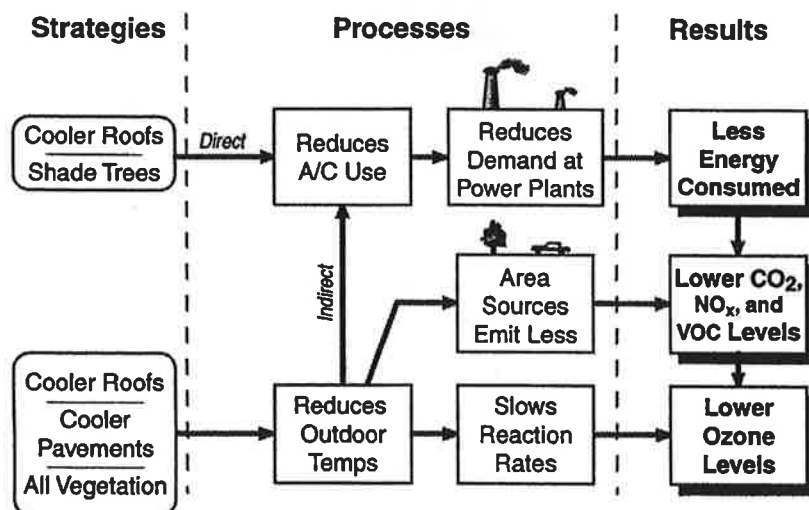 Strategies
Processes
Results
Cooler Roofs
Shade Trees
Direct
Reduces
A/C Use
Reduces
Demand at
Power Plants
Less
Energy
Consumed
Indirect
Area
Sources
Emit Less
Lower CO₂,
NOₓ, and
VOC Levels
Cooler Roofs
Cooler
Pavements
All Vegetation
Reduces
Outdoor
Temps
Slows
Reaction
Rates
Lower
Ozone
Levels